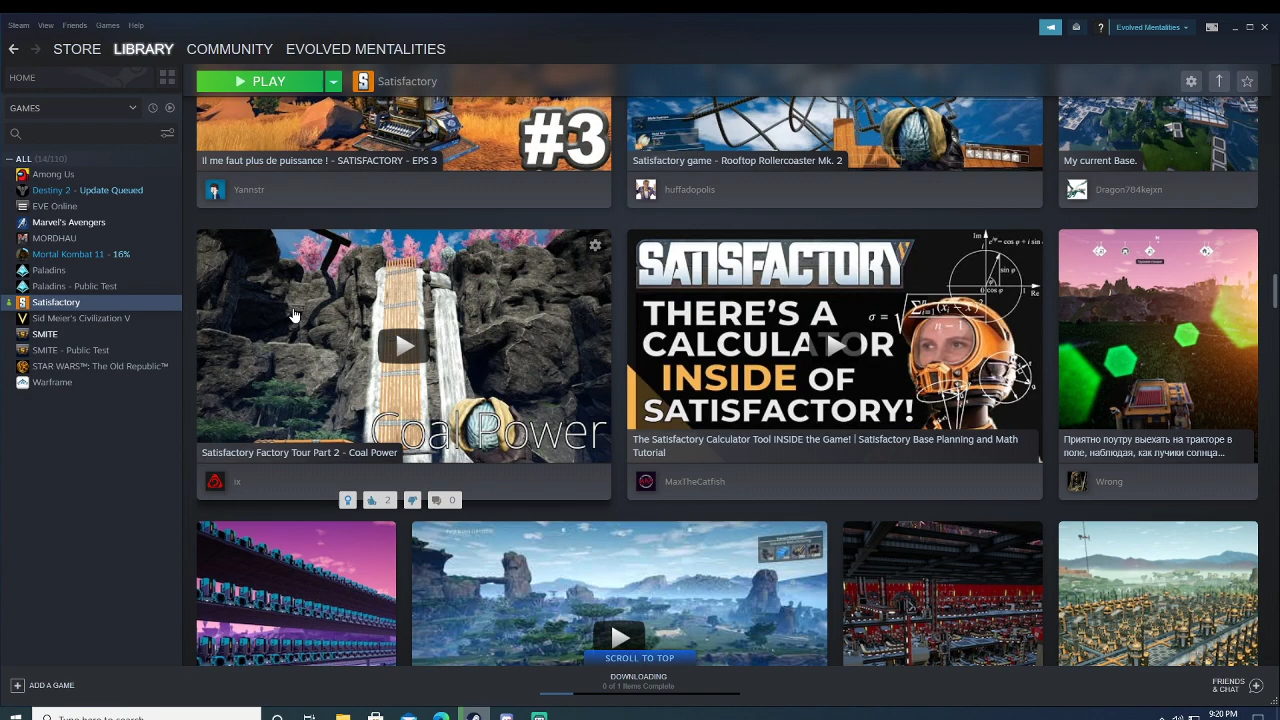 Steam View Friends Games Help
? Evolved Mentalities
STORE LIBRARY COMMUNITY EVOLVED MENTALITIES
HOME
PLAY Satisfactory
GAMES
ALL (14/110)
Among Us
Destiny 2 - Update Queued
EVE Online
Marvel's Avengers
MORDHAU
Mortal Kombat 11 - 16%
Paladins
Paladins - Public Test
Satisfactory
Sid Meier's Civilization V
SMITE
SMITE - Public Test
STAR WARS™: The Old Republic™
Warframe
#3
Il me faut plus de puissance ! - SATISFACTORY - EPS 3
Yannstr
Satisfactory game - Rooftop Rollercoaster Mk. 2
huffadopolis
My current Base.
Dragon784kejxn
Coal Power
Satisfactory Factory Tour Part 2 - Coal Power
ix
2 0
SATISFACTORY
THERE'S A
CALCULATOR
INSIDE OF
SATISFACTORY!
The Satisfactory Calculator Tool INSIDE the Game! | Satisfactory Base Planning and Math
Tutorial
MaxTheCatfish
Приятно поутру выехать на тракторе в
поле, наблюдая, как лучики солнца...
Wrong
SCROLL TO TOP
ADD A GAME
DOWNLOADING
0 of 1 Items Complete
FRIENDS
& CHAT
Type here to search
9:20 PM